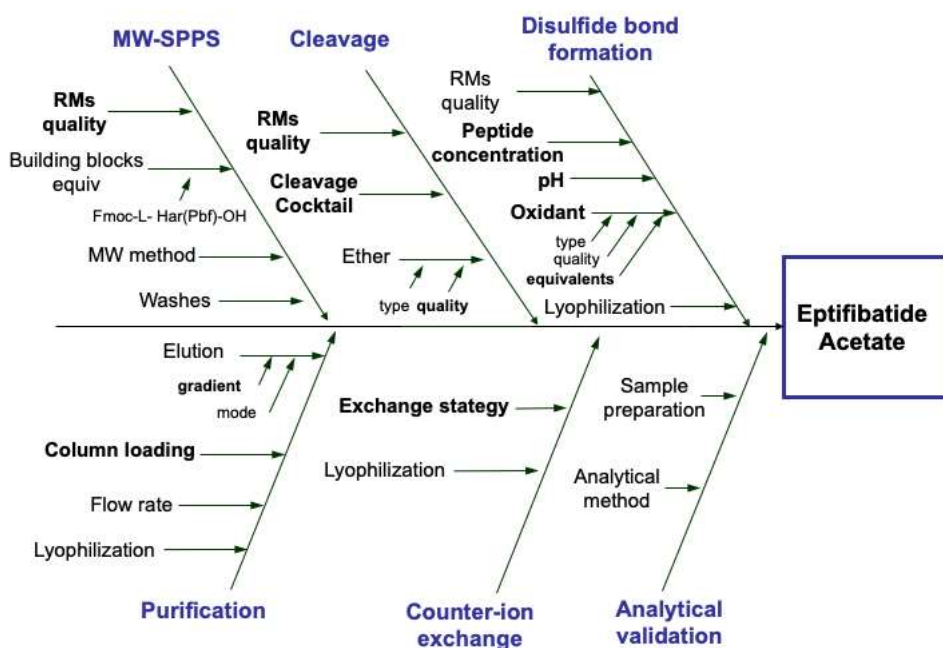 MW-SPPS
Cleavage
Disulfide bond
formation
RMs
quality
Building blocks
equiv
Fmoc-L- Har(Pbf)-OH
MW method
Washes
RMs
quality
Cleavage
Cocktail
Ether
type quality
RMs
quality
Peptide
concentration
pH
Oxidant
type
quality
equivalents
Lyophilization
Eptifibatide
Acetate
Elution
gradient
mode
Column loading
Flow rate
Lyophilization
Purification
Exchange stategy
Lyophilization
Counter-ion
exchange
Sample
preparation
Analytical
method
Analytical
validation